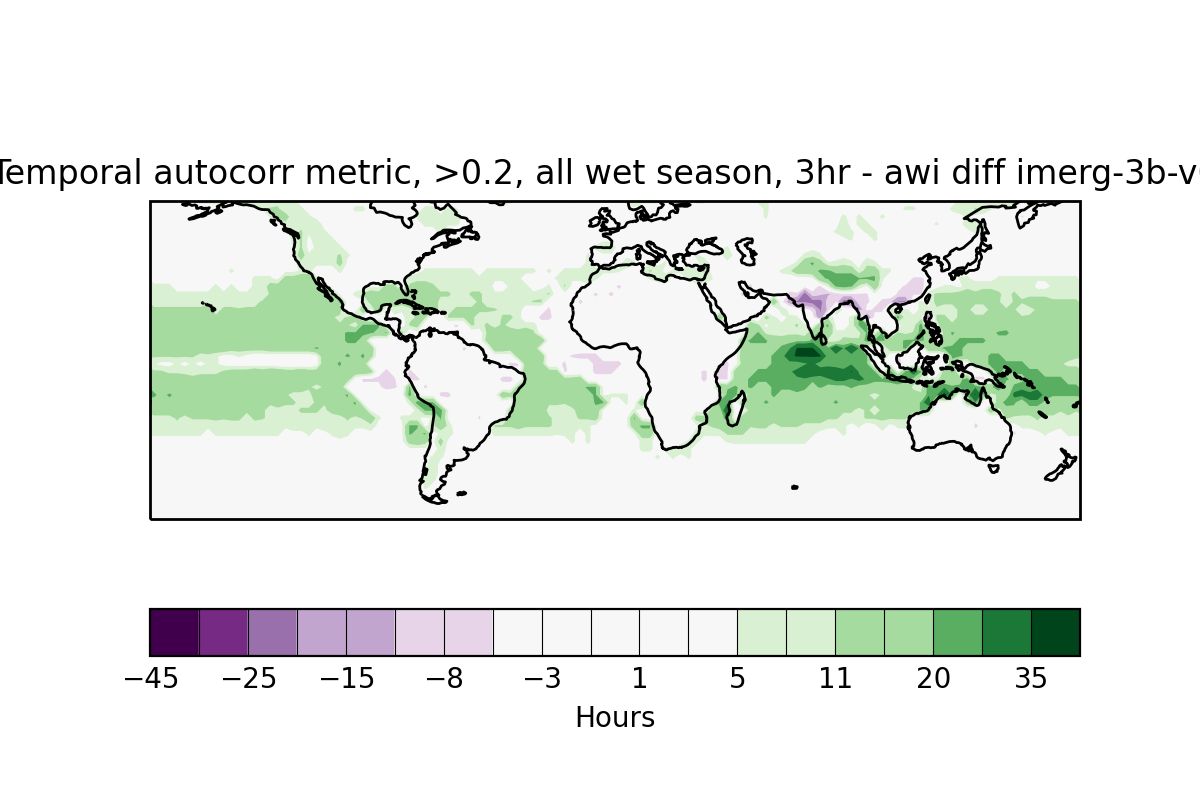 Temporal autocorr metric, >0.2, all wet season, 3hr - awi diff imerg-3b-v
−45 −25 −15 −8 −3 1 5 11 20 35
Hours